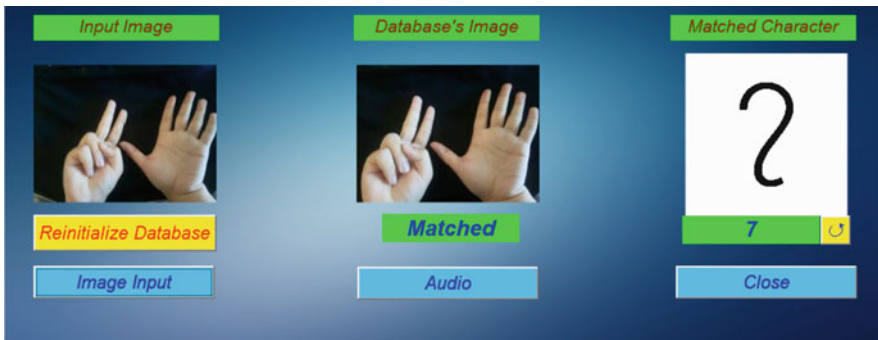 Input Image
Database's Image
Matched Character
Reinitialize Database
Matched
7
Image Input
Audio
Close